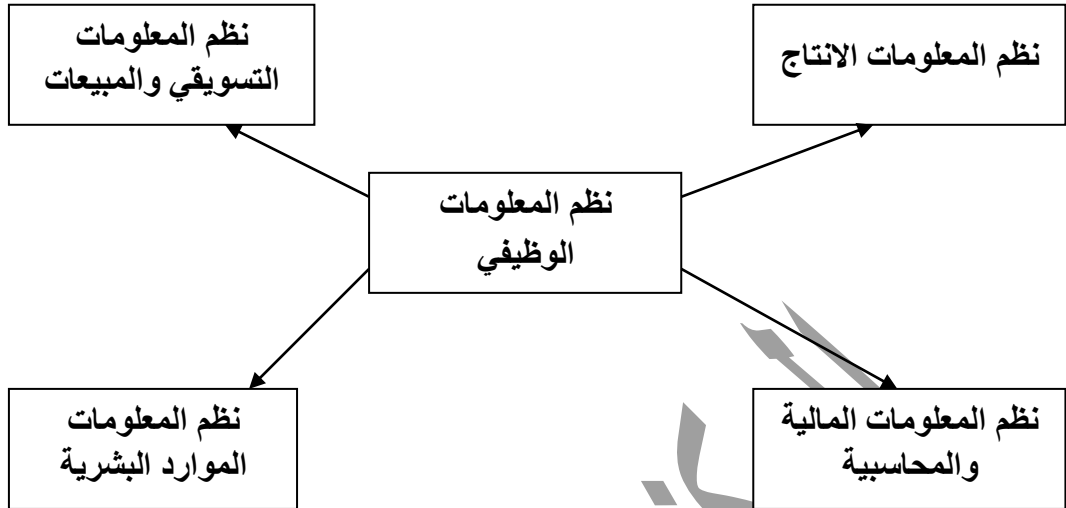 نظم المعلومات الانتاج
نظم المعلومات
التسويقي والمبيعات
نظم المعلومات
الوظيفي
نظم المعلومات المالية
والمحاسبية
نظم المعلومات
الموارد البشرية